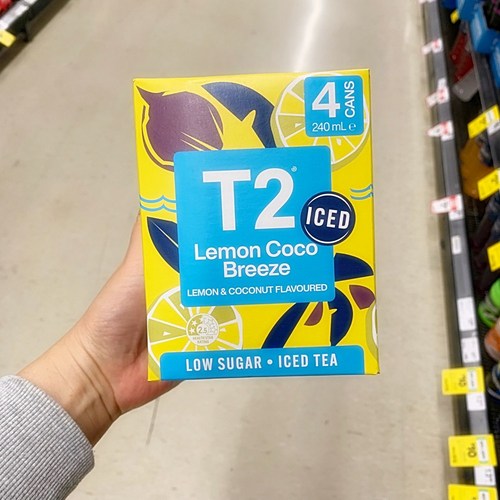 4
CANS
240 mL e
T2
ICED
Lemon Coco
Breeze
LEMON & COCONUT FLAVOURED
LOW SUGAR • ICED TEA